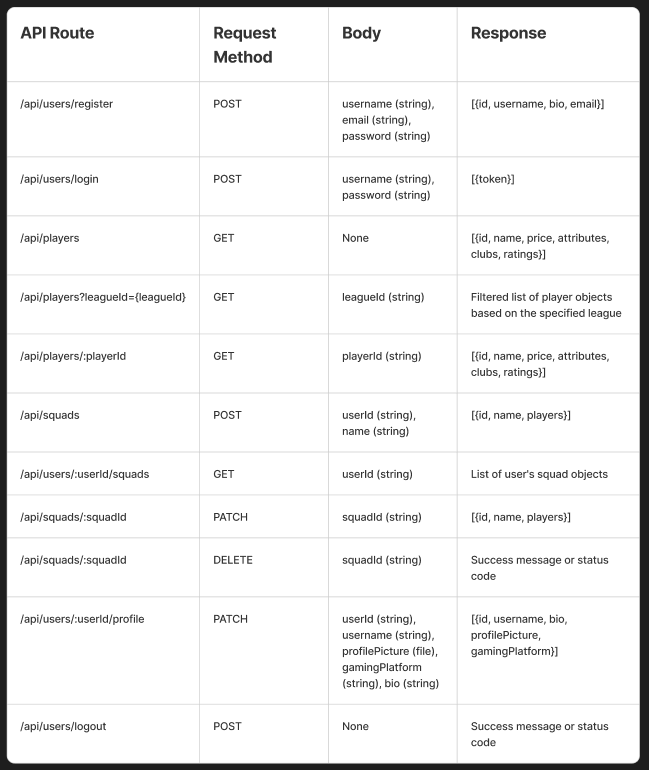 API Route
Request
Method
Body
Response
/api/users/register
POST
username (string),
email (string),
password (string)
[{id, username, bio, email}]
/api/users/login
POST
username (string),
password (string)
[{token}]
/api/players
GET
None
[{id, name, price, attributes,
clubs, ratings}]
/api/players?leagueId={leagueId}
GET
leagueId (string)
Filtered list of player objects
based on the specified league
/api/players/:playerId
GET
playerId (string)
[{id, name, price, attributes,
clubs, ratings}]
/api/squads
POST
userId (string),
name (string)
[{id, name, players}]
/api/users/:userId/squads
GET
userId (string)
List of user's squad objects
/api/squads/:squadId
PATCH
squadId (string)
[{id, name, players}]
/api/squads/:squadId
DELETE
squadId (string)
Success message or status
code
/api/users/:userId/profile
PATCH
userId (string),
username (string),
profilePicture (file),
gamingPlatform
(string), bio (string)
[{id, username, bio,
profilePicture,
gamingPlatform}]
/api/users/logout
POST
None
Success message or status
code